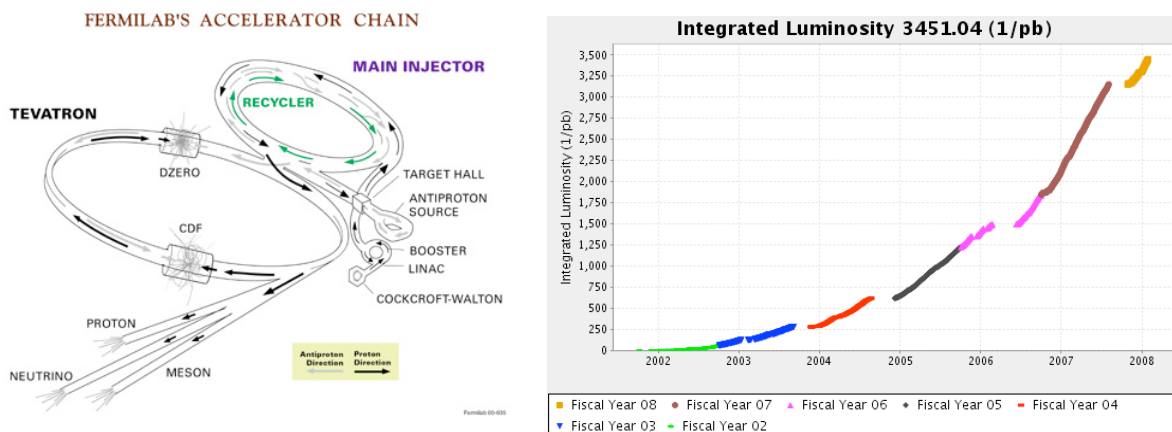 FERMILAB'S ACCELERATOR CHAIN
MAIN INJECTOR
RECYCLER
TEVATRON
DZERO
TARGET HALL
ANTIPROTON
SOURCE
CDF
BOOSTER
LINAC
COCKCROFT-WALTON
PROTON
Antiproton Proton
Direction Direction
NEUTRINO
MESON
Fermilab 00-635
Integrated Luminosity 3451.04 (1/pb)
Integrated Luminosity (1/pb)
3,500
3,250
3,000
2,750
2,500
2,250
2,000
1,750
1,500
1,250
1,000
750
500
250
0
2002 2003 2004 2005 2006 2007 2008
Fiscal Year 08 Fiscal Year 07 Fiscal Year 06 Fiscal Year 05 Fiscal Year 04
Fiscal Year 03 Fiscal Year 02